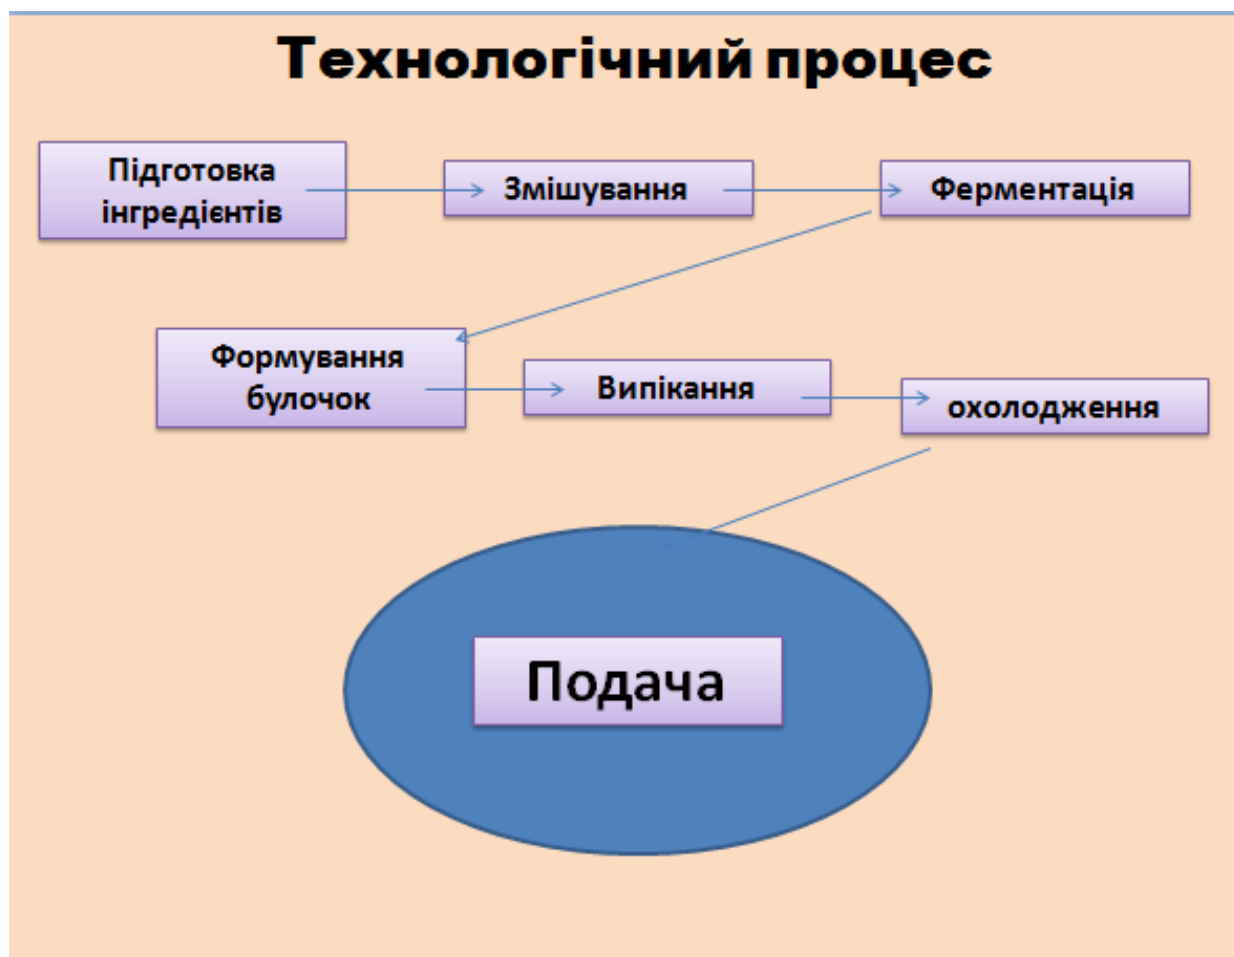 Технологічний процес
Підготовка
інгредієнтів
Змішування
Ферментація
Формування
булочок
Випікання
охолодження
Подача